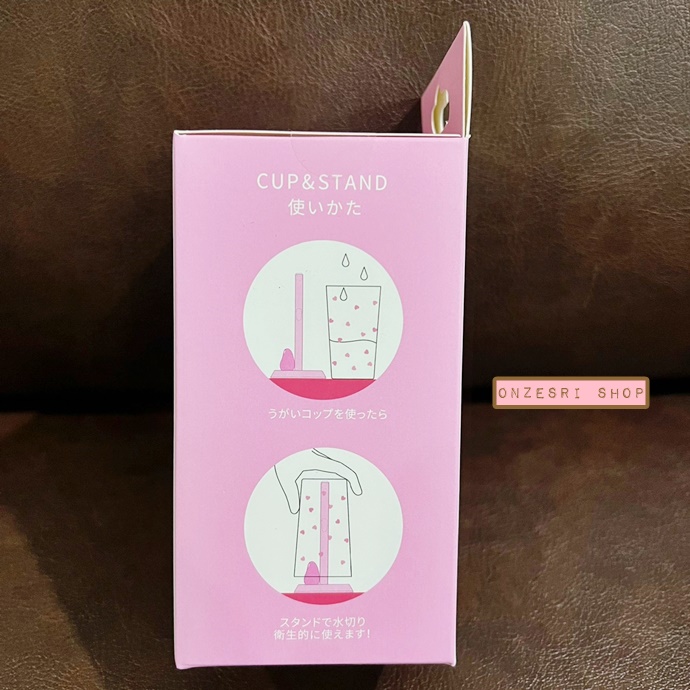 CUP&STAND
使いかた
うがいコップを使ったら
スタンドで水切り
衛生的に使えます!
ONZESRI SHOP